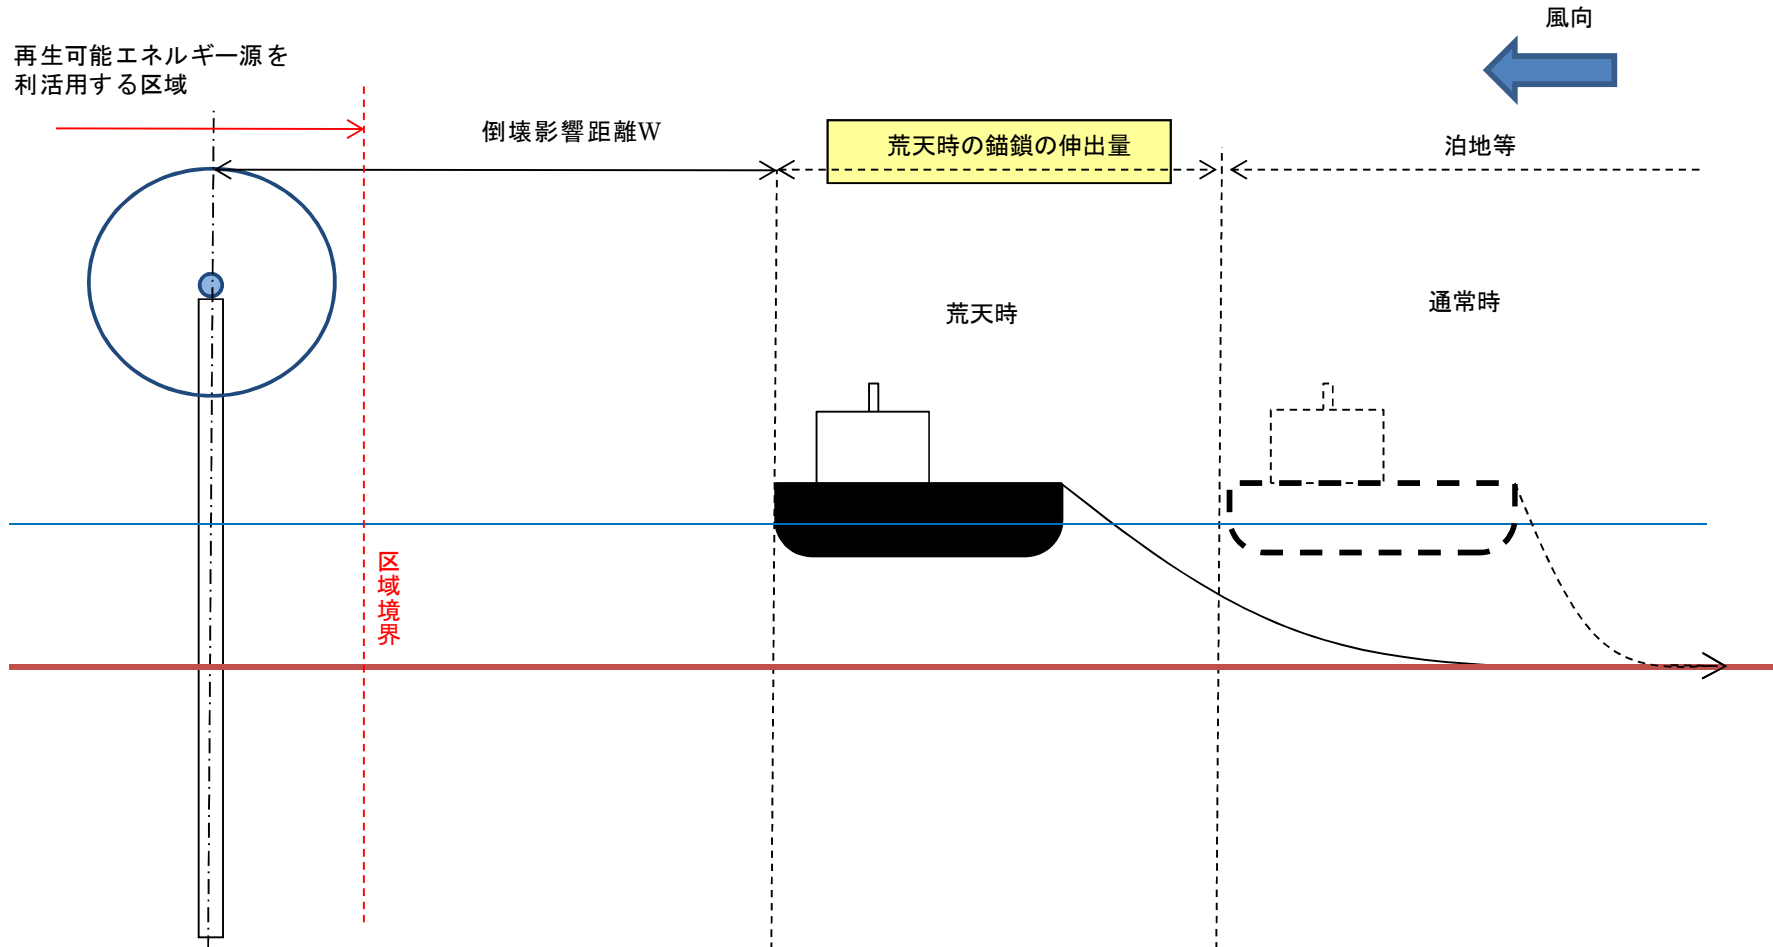 風向
再生可能エネルギー源を
利活用する区域
倒壊影響距離W
荒天時の錨鎖の伸出量
泊地等
荒天時
通常時
区域境界